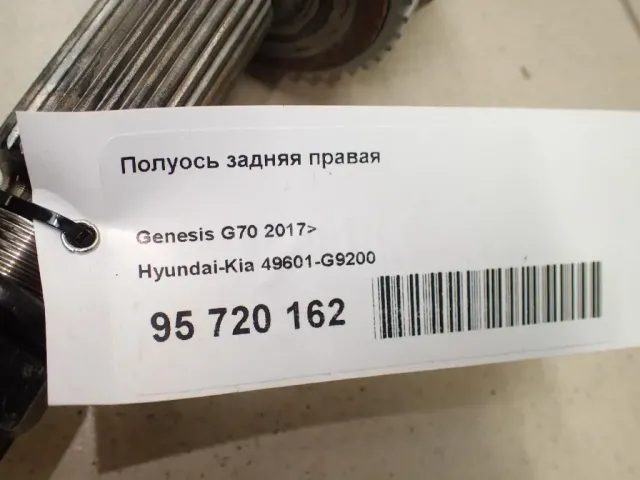 Полуось задняя правая
Genesis G70 2017>
Hyundai-Kia 49601-G9200
95 720 162